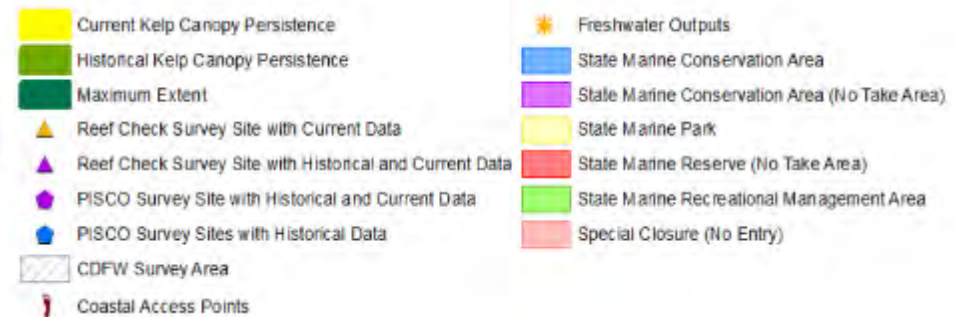 Current Kelp Canopy Persistence
Historical Kelp Canopy Persistence
Maximum Extent
Reef Check Survey Site with Current Data
Reef Check Survey Site with Historical and Current Data
PISCO Survey Site with Historical and Current Data
PISCO Survey Sites with Historical Data
CDFW Survey Area
Coastal Access Points
Freshwater Outputs
State Marine Conservation Area
State Marine Conservation Area (No Take Area)
State Marine Park
State Marine Reserve (No Take Area)
State Marine Recreational Management Area
Special Closure (No Entry)